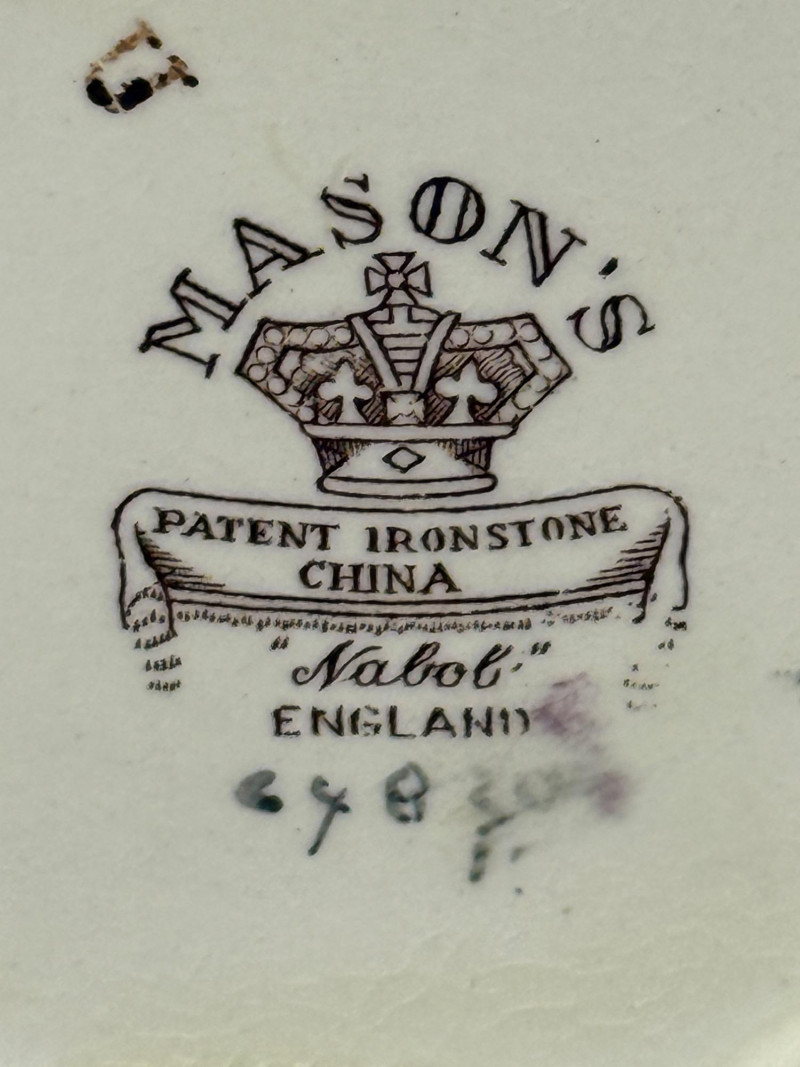 MASON'S
PATENT IRONSTONE
CHINA
"Nabob"
ENGLAND